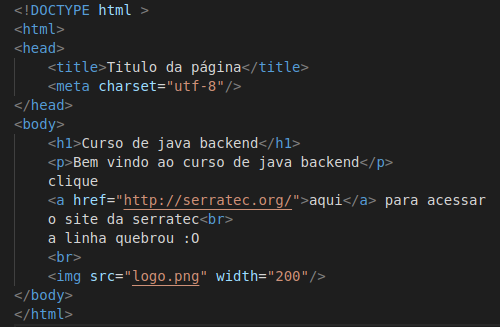 <!DOCTYPE html >
<html>
<head>
    <title>Titulo da página</title>
    <meta charset="utf-8"/>
</head>
<body>
    <h1>Curso de java backend</h1>
    <p>Bem vindo ao curso de java backend</p>
    clique
    <a href="http://serratec.org/">aqui</a> para acessar
    o site da serratec<br>
    a linha quebrou :O
    <br>
    <img src="logo.png" width="200"/>
</body>
</html>